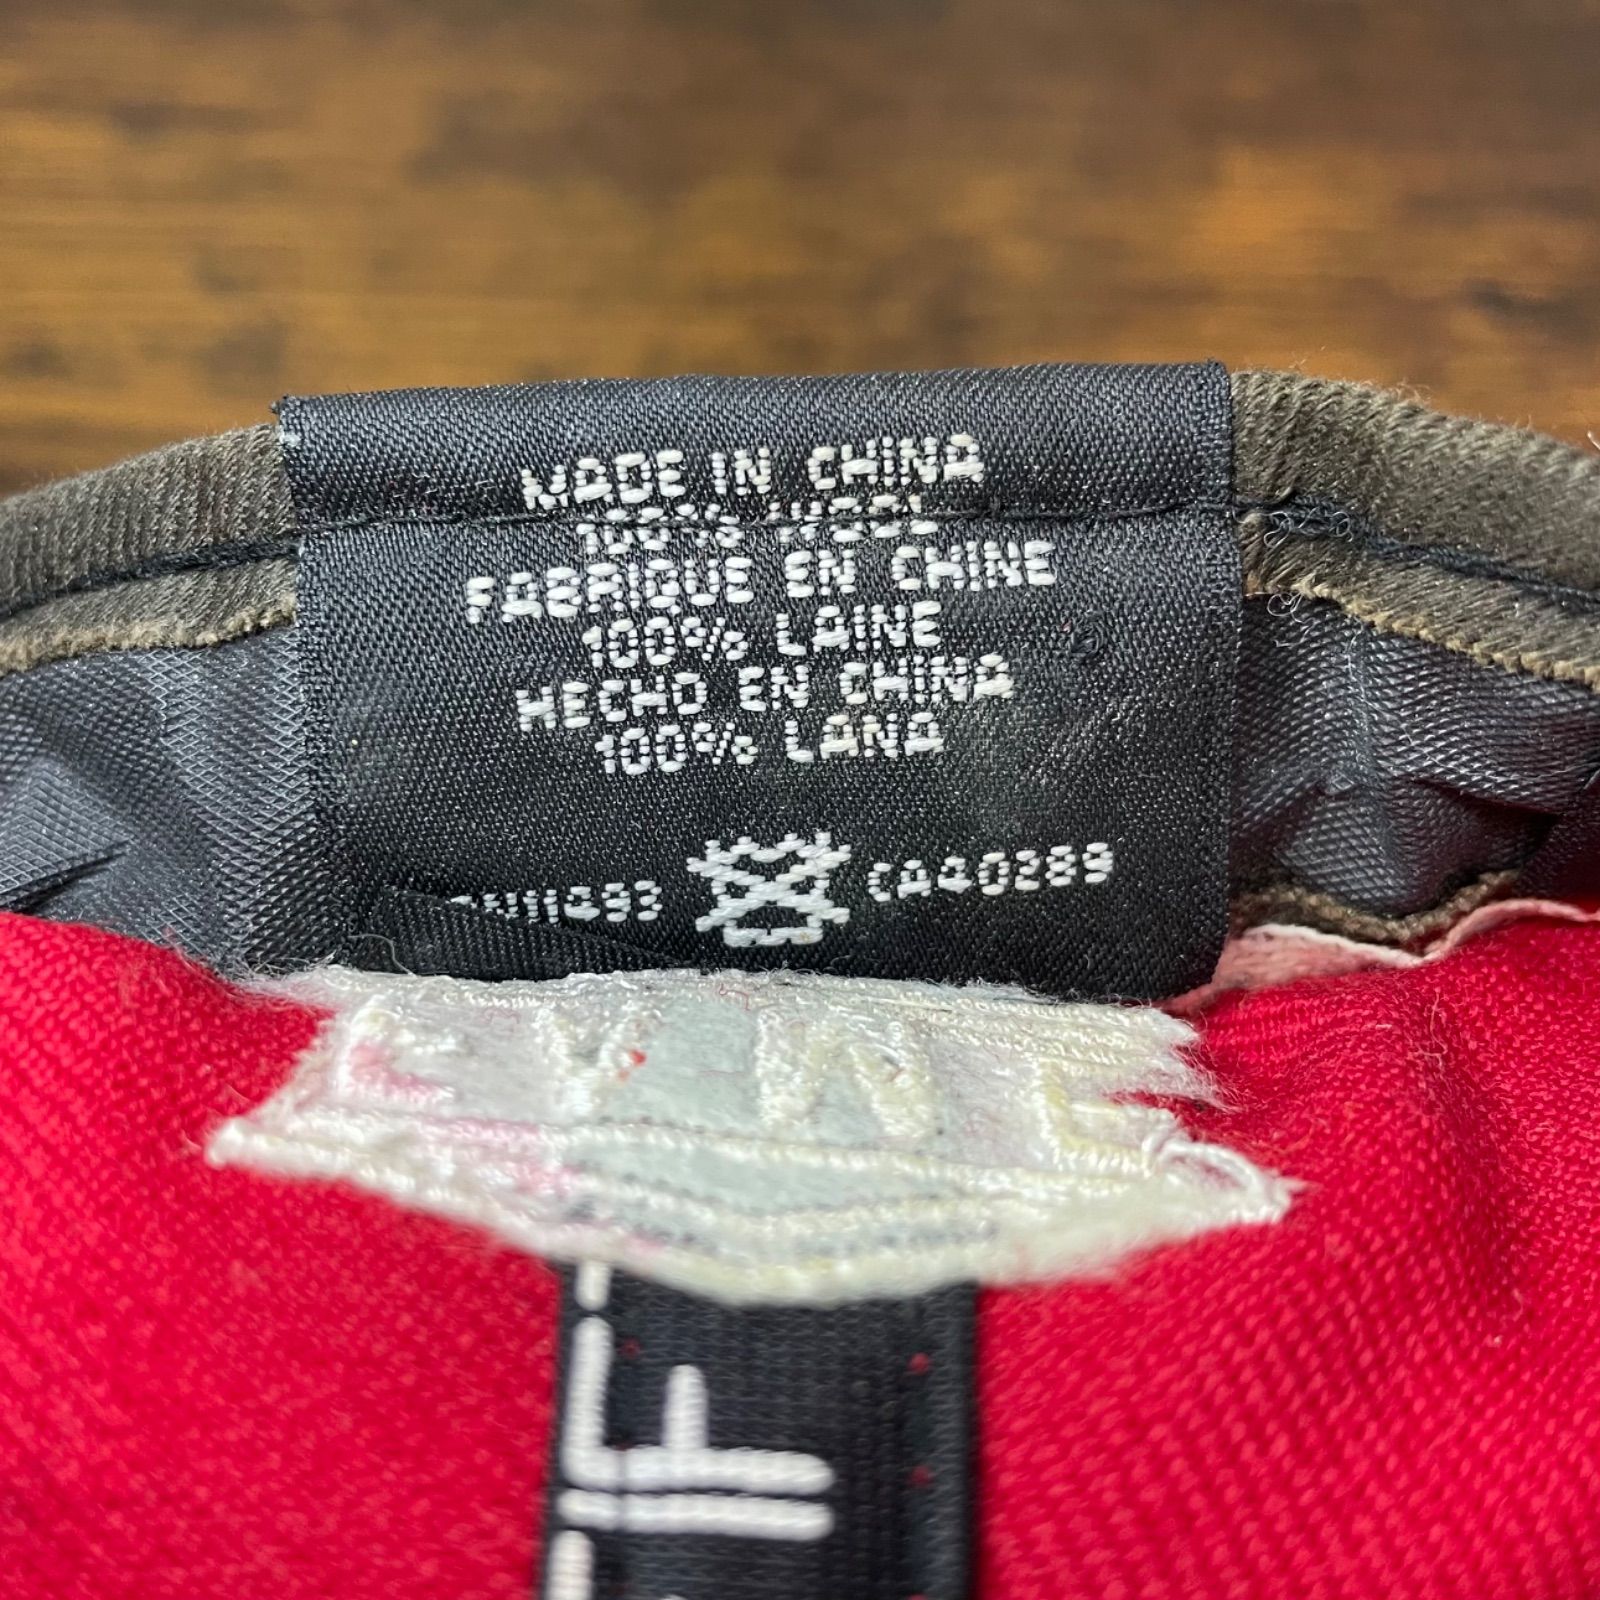 MADE IN CHINA
100% WOOL
FABRIQUE EN CHINE
100% LAINE
HECHO EN CHINA
100% LANA
CA40289